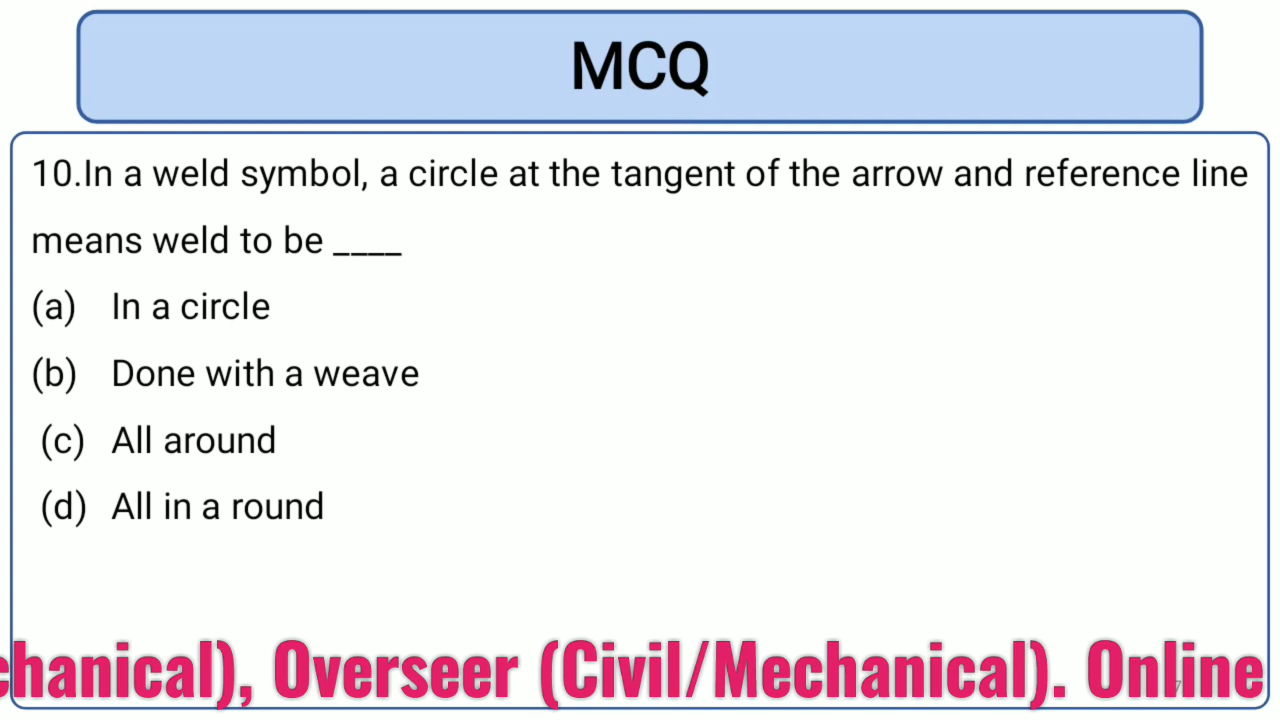 MCQ
10.In a weld symbol, a circle at the tangent of the arrow and reference line
means weld to be ____
(a) In a circle
(b) Done with a weave
(c) All around
(d) All in a round
chanical), Overseer (Civil/Mechanical). Online
7